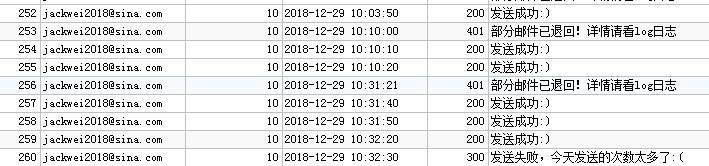 252 jackwei2018@sina.com 10 2018-12-29 10:03:50 200 发送成功:)
253 jackwei2018@sina.com 10 2018-12-29 10:10:00 401 部分邮件已退回! 详情请看log日志
254 jackwei2018@sina.com 10 2018-12-29 10:10:10 200 发送成功:)
255 jackwei2018@sina.com 10 2018-12-29 10:10:20 200 发送成功:)
256 jackwei2018@sina.com 10 2018-12-29 10:31:21 401 部分邮件已退回! 详情请看log日志
257 jackwei2018@sina.com 10 2018-12-29 10:31:40 200 发送成功:)
258 jackwei2018@sina.com 10 2018-12-29 10:31:50 200 发送成功:)
259 jackwei2018@sina.com 10 2018-12-29 10:32:20 200 发送成功:)
260 jackwei2018@sina.com 10 2018-12-29 10:32:30 300 发送失败，今天发送的次数太多了:(